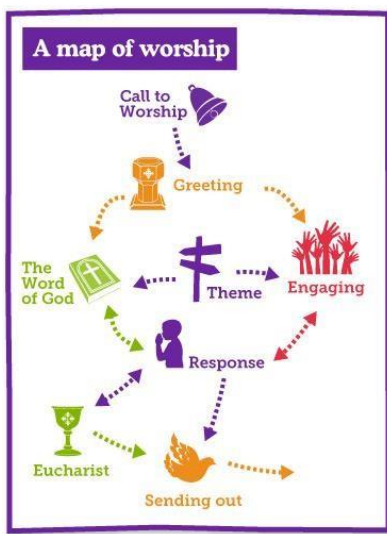 A map of worship
Call to
Worship
Greeting
The
Word
of God
Theme
Engaging
Response
Eucharist
Sending out